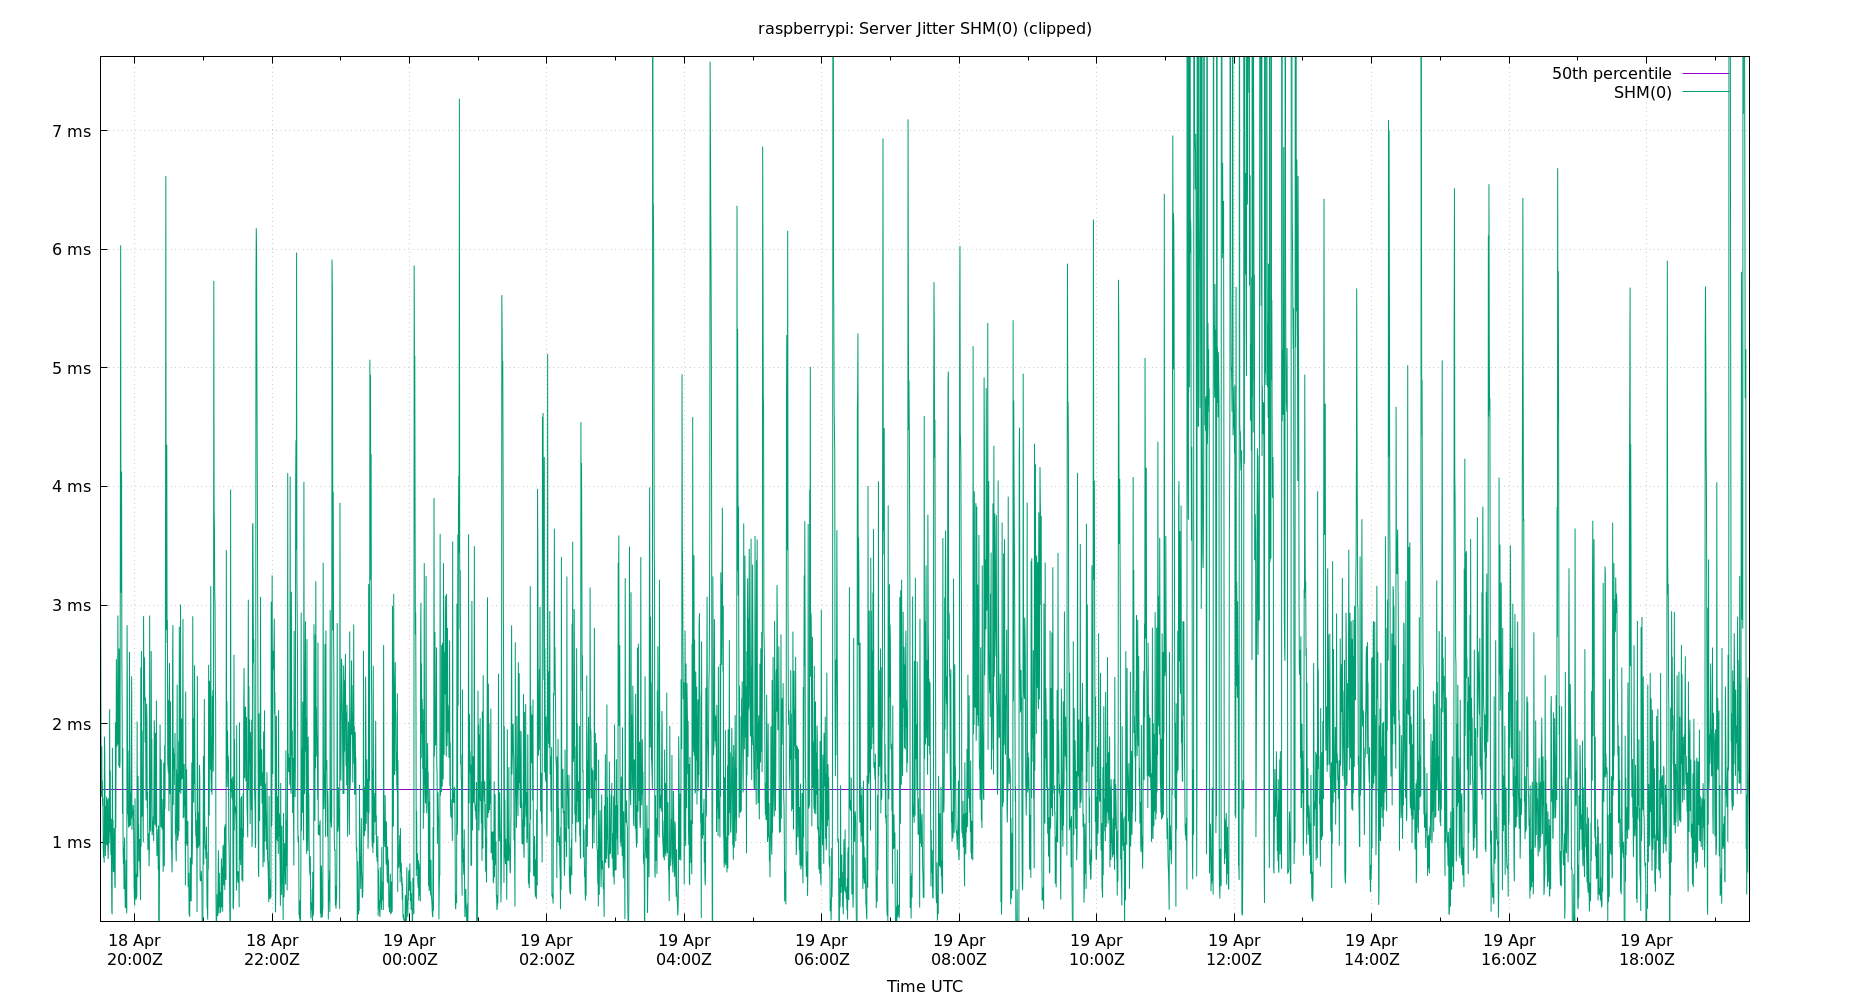 raspberrypi: Server Jitter SHM(0) (clipped)
50th percentile
SHM(0)
7 ms
6 ms
5 ms
4 ms
3 ms
2 ms
1 ms
18 Apr 18 Apr 19 Apr 19 Apr 19 Apr 19 Apr 19 Apr 19 Apr 19 Apr 19 Apr 19 Apr 19 Apr
20:00Z 22:00Z 00:00Z 02:00Z 04:00Z 06:00Z 08:00Z 10:00Z 12:00Z 14:00Z 16:00Z 18:00Z
Time UTC